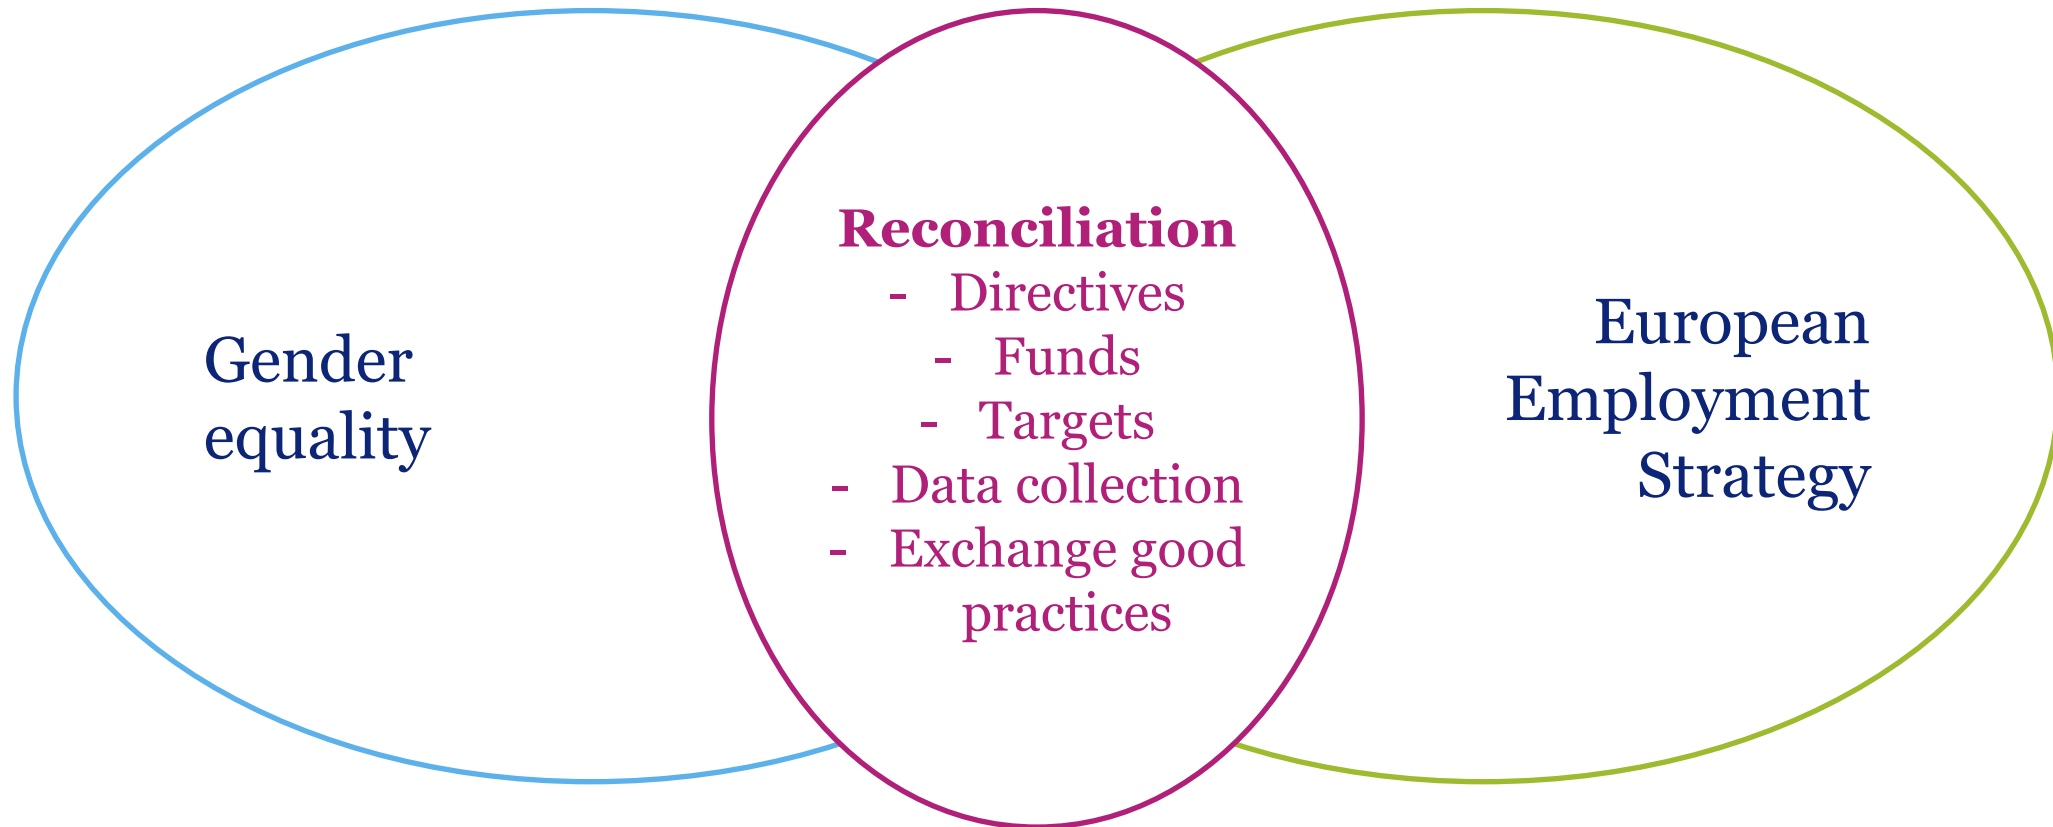 Gender
equality
Reconciliation
- Directives
- Funds
- Targets
- Data collection
- Exchange good
practices
European
Employment
Strategy